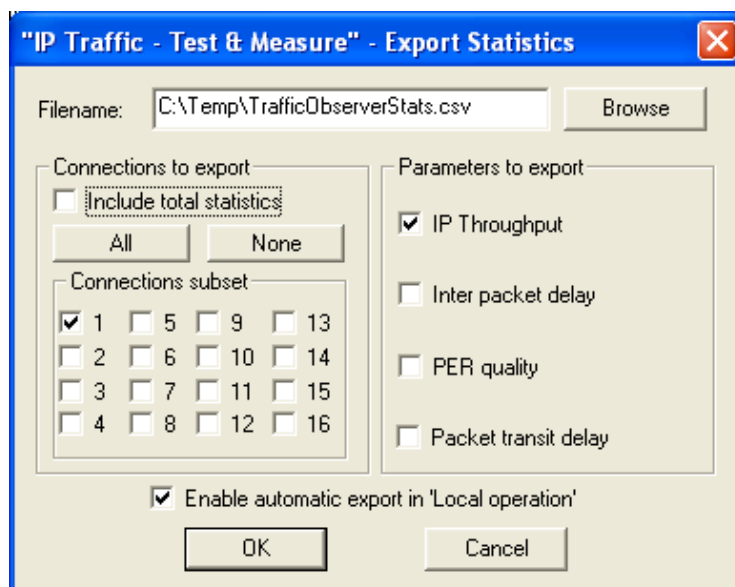 "IP Traffic - Test & Measure" - Export Statistics
Filename: C:\Temp\TrafficObserverStats.csv Browse
Connections to export
Include total statistics
All None
Connections subset
1 5 9 13
2 6 10 14
3 7 11 15
4 8 12 16
Parameters to export
IP Throughput
Inter packet delay
PER quality
Packet transit delay
Enable automatic export in 'Local operation'
OK Cancel